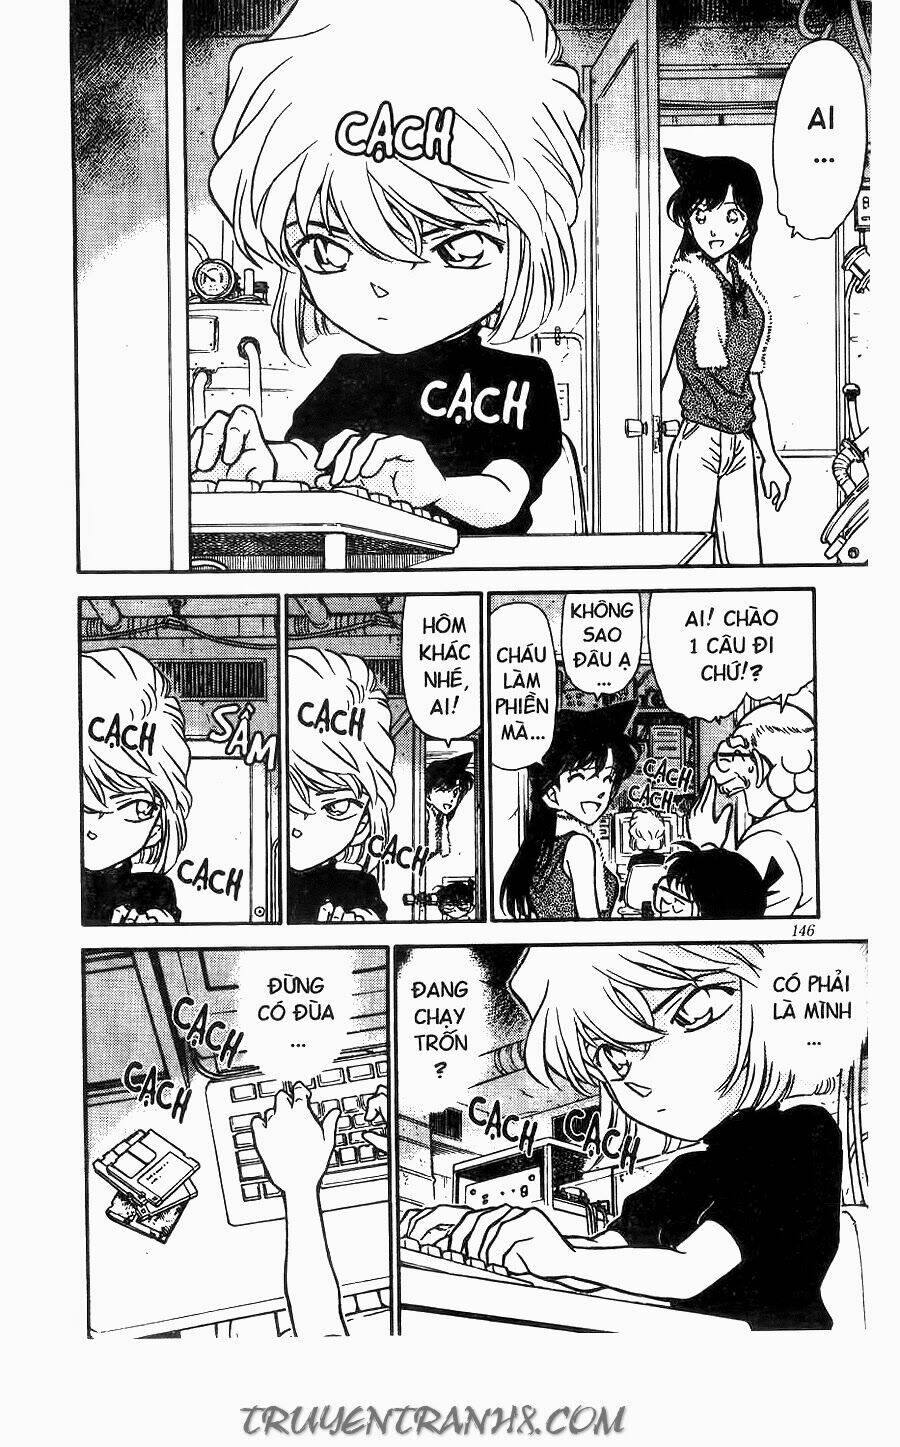 AI
...
CẠCH
CẠCH
AI! CHÀO
1 CÂU ĐI
CHỨ!?
KHÔNG
SAO
ĐÂU Ạ
...
CHÁU
LÀM
PHIỀN
MÀ...
CẠCH
CẠCH
HÔM
KHÁC
NHÉ,
AI!
CẠCH
CẠCH
SẦM
CẠCH
CẠCH
146
CÓ PHẢI
LÀ MÌNH
...
ĐANG
CHẠY
TRỐN
?
CẠCH
CẠCH
ĐỪNG
CÓ ĐÙA
...
CẠCH
CẠCH
TRUYENTRANH8.COM